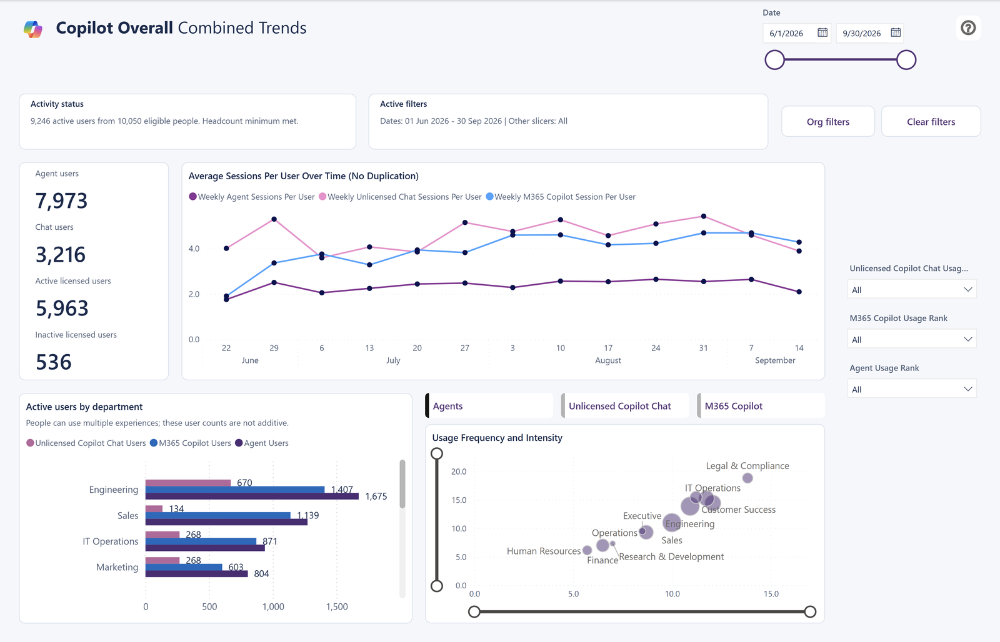 Copilot Overall Combined Trends
Date
6/1/2026
9/30/2026
Activity status
9,246 active users from 10,050 eligible people. Headcount minimum met.
Active filters
Dates: 01 Jun 2026 - 30 Sep 2026 | Other slicers: All
Org filters
Clear filters
Agent users
7,973
Chat users
3,216
Active licensed users
5,963
Inactive licensed users
536
Average Sessions Per User Over Time (No Duplication)
Weekly Agent Sessions Per User Weekly Unlicensed Chat Sessions Per User Weekly M365 Copilot Session Per User
4.0
2.0
0.0
22 29 6 13 20 27 3 10 17 24 31 7 14
June July August September
Unlicensed Copilot Chat Usag...
All
M365 Copilot Usage Rank
All
Agent Usage Rank
All
Active users by department
People can use multiple experiences; these user counts are not additive.
Unlicensed Copilot Chat Users M365 Copilot Users Agent Users
Engineering
670
1,407
1,675
Sales
134
1,139
IT Operations
268
871
Marketing
268
603
804
0 500 1,000 1,500
Agents
Unlicensed Copilot Chat
M365 Copilot
Usage Frequency and Intensity
20.0
15.0
10.0
5.0
0.0
Legal & Compliance
IT Operations
Customer Success
Executive
Engineering
Operations
Sales
Human Resources
Research & Development
Finance
0.0 5.0 10.0 15.0